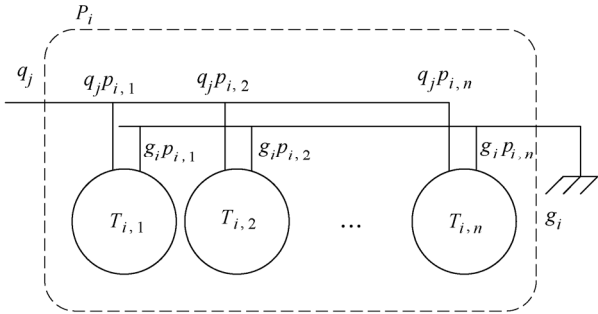 P_i
q_j q_j p_{i,1} q_j p_{i,2} q_j p_{i,n}
g_i p_{i,1} g_i p_{i,2} g_i p_{i,n}
T_{i,1} T_{i,2} ... T_{i,n} g_i